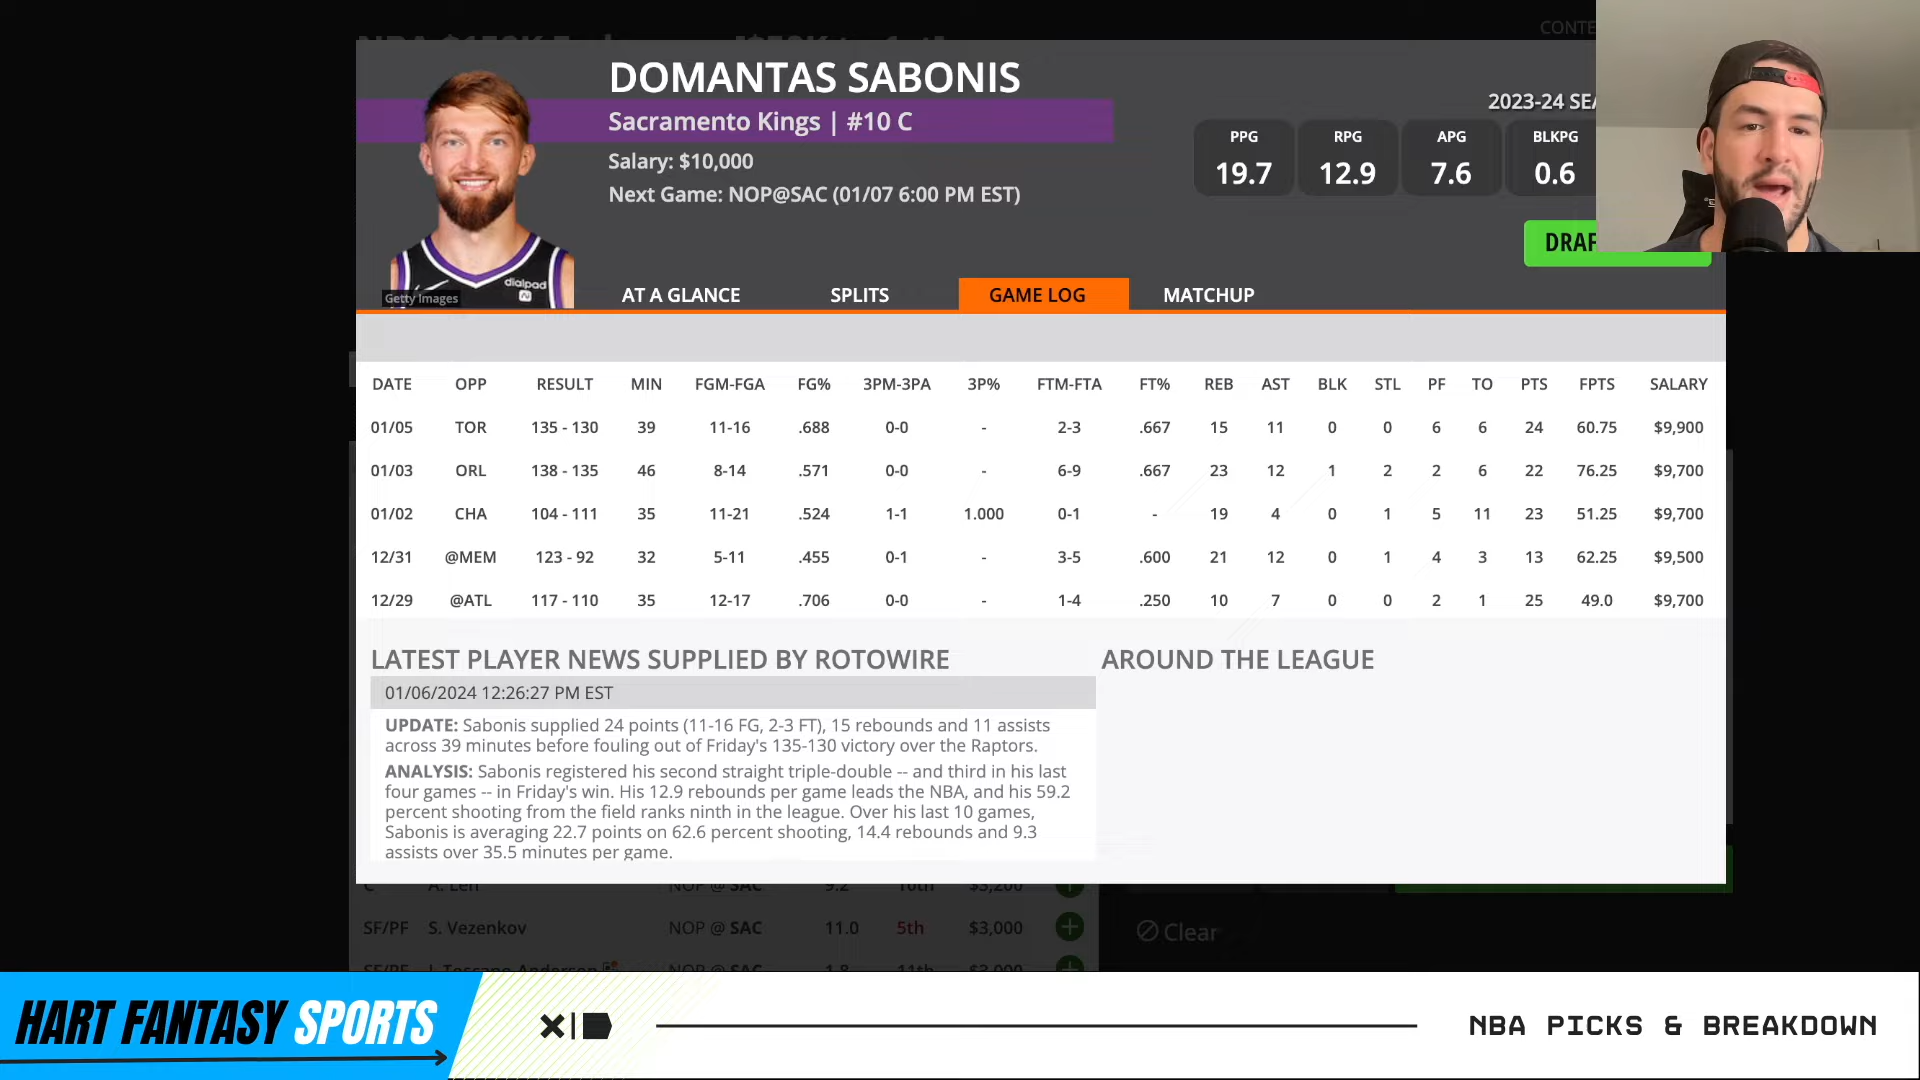 CONTE
DOMANTAS SABONIS
Sacramento Kings | #10 C
Salary: $10,000
Next Game: NOP@SAC (01/07 6:00 PM EST)
2023-24 SEA
PPG RPG APG BLKPG
19.7 12.9 7.6 0.6
DRAF
dialpad
Getty Images
AT A GLANCE SPLITS GAME LOG MATCHUP
DATE OPP RESULT MIN FGM-FGA FG% 3PM-3PA 3P% FTM-FTA FT% REB AST BLK STL PF TO PTS FPTS SALARY
01/05 TOR 135 - 130 39 11-16 .688 0-0 - 2-3 .667 15 11 0 0 6 6 24 60.75 $9,900
01/03 ORL 138 - 135 46 8-14 .571 0-0 - 6-9 .667 23 12 1 2 2 6 22 76.25 $9,700
01/02 CHA 104 - 111 35 11-21 .524 1-1 1.000 0-1 - 19 4 0 1 5 11 23 51.25 $9,700
12/31 @MEM 123 - 92 32 5-11 .455 0-1 - 3-5 .600 21 12 0 1 4 3 13 62.25 $9,500
12/29 @ATL 117 - 110 35 12-17 .706 0-0 - 1-4 .250 10 7 0 0 2 1 25 49.0 $9,700
LATEST PLAYER NEWS SUPPLIED BY ROTOWIRE
AROUND THE LEAGUE
01/06/2024 12:26:27 PM EST
UPDATE: Sabonis supplied 24 points (11-16 FG, 2-3 FT), 15 rebounds and 11 assists
across 39 minutes before fouling out of Friday's 135-130 victory over the Raptors.
ANALYSIS: Sabonis registered his second straight triple-double -- and third in his last
four games -- in Friday's win. His 12.9 rebounds per game leads the NBA, and his 59.2
percent shooting from the field ranks ninth in the league. Over his last 10 games,
Sabonis is averaging 22.7 points on 62.6 percent shooting, 14.4 rebounds and 9.3
assists over 35.5 minutes per game.
C A. Len NOP @ SAC 9.2 16th $3,200
SF/PF S. Vezenkov NOP @ SAC 11.0 5th $3,000
Clear
HART FANTASY SPORTS
NBA PICKS & BREAKDOWN